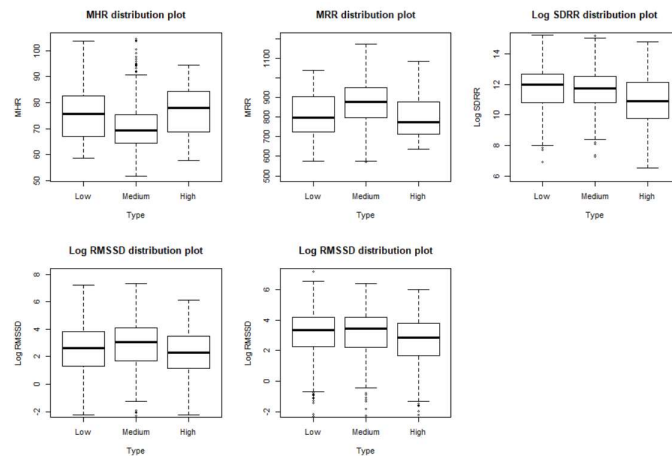 MHR distribution plot
MHR
100
90
80
70
60
50
Low Medium High
Type
MRR distribution plot
MRR
1100
900
800
700
600
500
Low Medium High
Type
Log SDRR distribution plot
Log SDRR
14
12
10
8
6
Low Medium High
Type
Log RMSSD distribution plot
Log RMSSD
8
6
4
2
0
-2
Low Medium High
Type
Log RMSSD distribution plot
Log RMSSD
6
4
2
0
-2
Low Medium High
Type